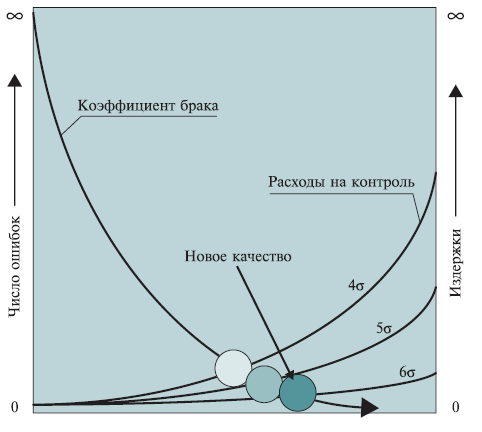 ∞
∞
Коэффициент брака
Расходы на контроль
Число ошибок
Издержки
Новое качество
4σ
5σ
6σ
0
0